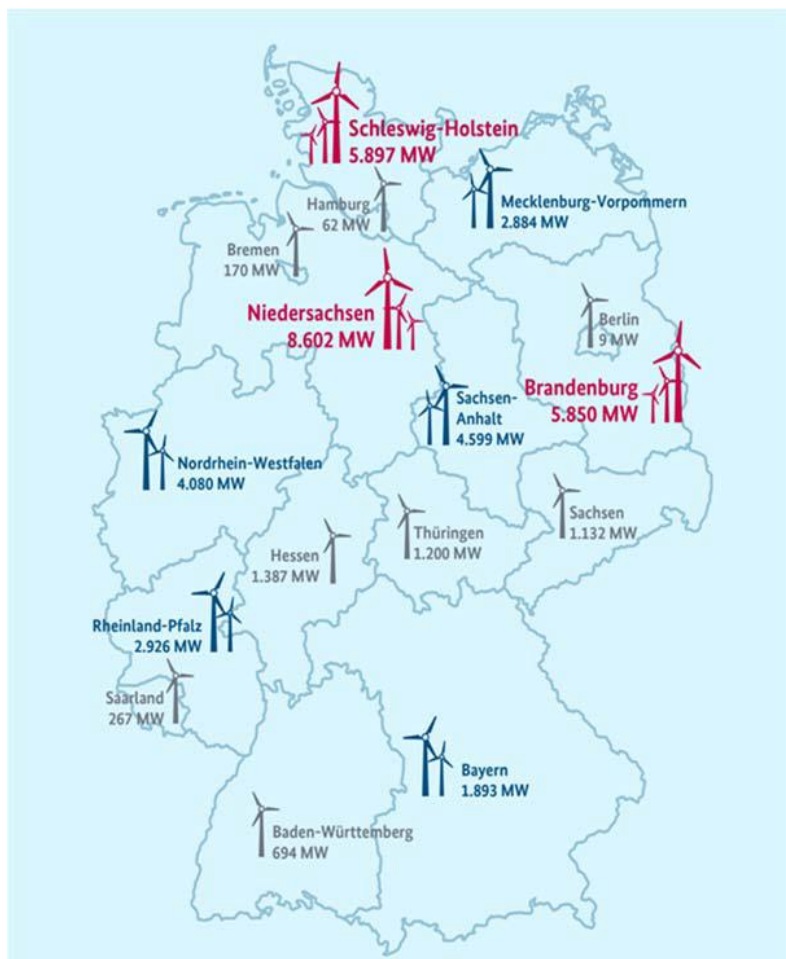 Schleswig-Holstein
5.897 MW
Mecklenburg-Vorpommern
2.884 MW
Hamburg
62 MW
Bremen
170 MW
Niedersachsen
8.602 MW
Berlin
9 MW
Brandenburg
5.850 MW
Sachsen-
Anhalt
4.599 MW
Nordrhein-Westfalen
4.080 MW
Sachsen
1.132 MW
Thüringen
1.200 MW
Hessen
1.387 MW
Rheinland-Pfalz
2.926 MW
Saarland
267 MW
Bayern
1.893 MW
Baden-Württemberg
694 MW